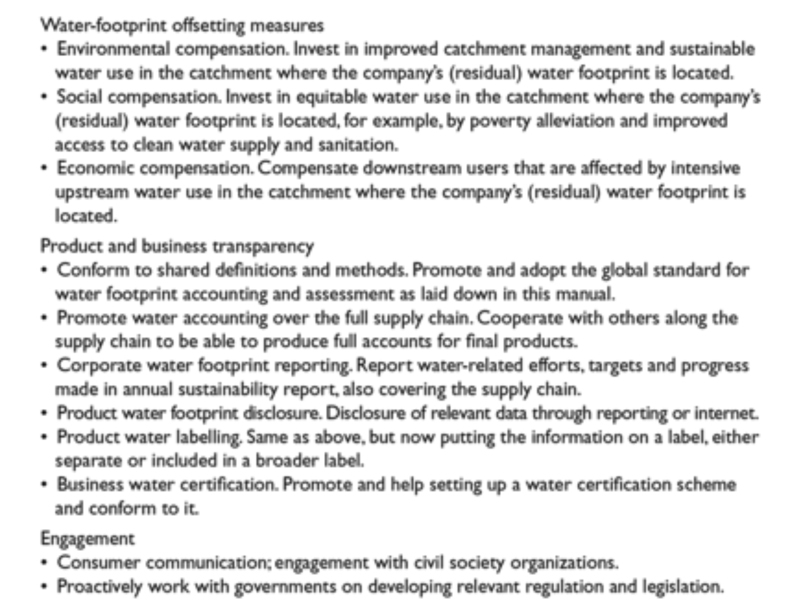 Water-footprint offsetting measures
• Environmental compensation. Invest in improved catchment management and sustainable
water use in the catchment where the company's (residual) water footprint is located.
• Social compensation. Invest in equitable water use in the catchment where the company's
(residual) water footprint is located, for example, by poverty alleviation and improved
access to clean water supply and sanitation.
• Economic compensation. Compensate downstream users that are affected by intensive
upstream water use in the catchment where the company's (residual) water footprint is
located.
Product and business transparency
• Conform to shared definitions and methods. Promote and adopt the global standard for
water footprint accounting and assessment as laid down in this manual.
• Promote water accounting over the full supply chain. Cooperate with others along the
supply chain to be able to produce full accounts for final products.
• Corporate water footprint reporting. Report water-related efforts, targets and progress
made in annual sustainability report, also covering the supply chain.
• Product water footprint disclosure. Disclosure of relevant data through reporting or internet.
• Product water labelling. Same as above, but now putting the information on a label, either
separate or included in a broader label.
• Business water certification. Promote and help setting up a water certification scheme
and conform to it.
Engagement
• Consumer communication; engagement with civil society organizations.
• Proactively work with governments on developing relevant regulation and legislation.